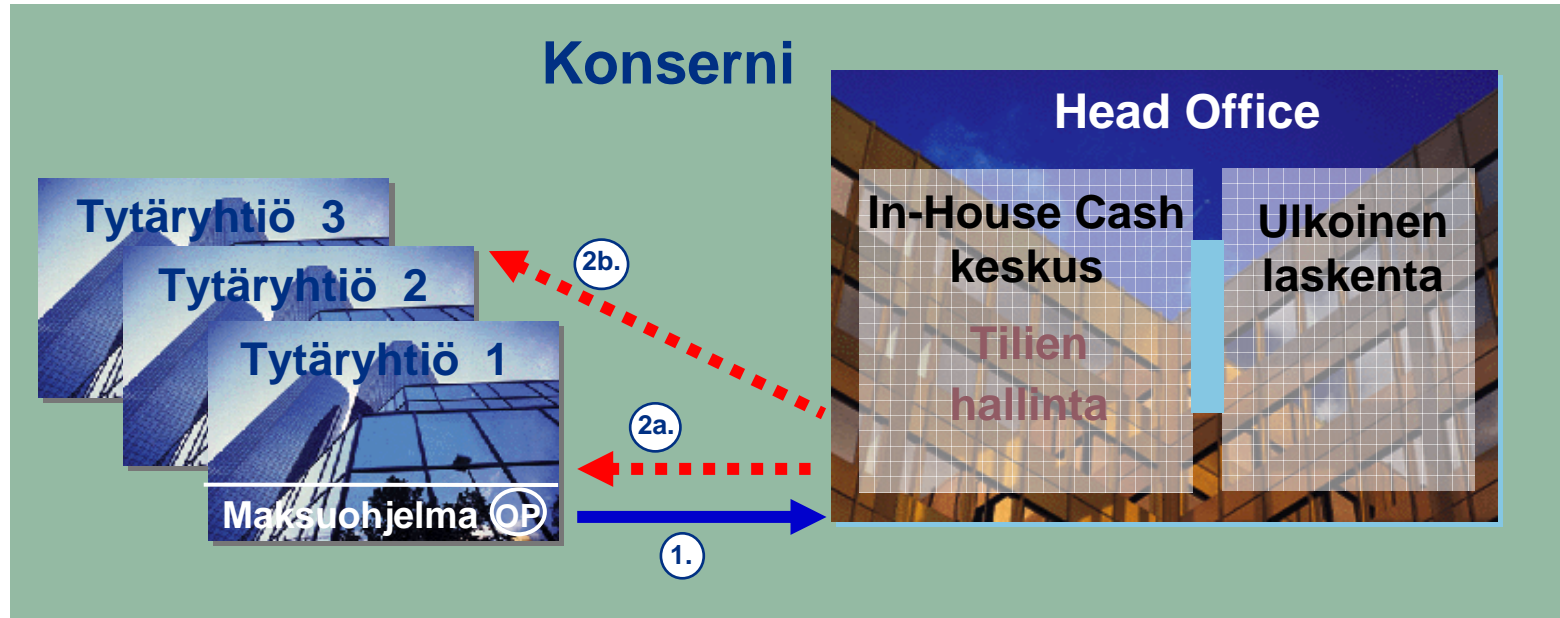 Konserni
Head Office
In-House Cash
keskus
Tilien
hallinta
Ulkoinen
laskenta
Tytäryhtiö 3
Tytäryhtiö 2
Tytäryhtiö 1
Maksuohjelma OP
2b.
2a.
1.